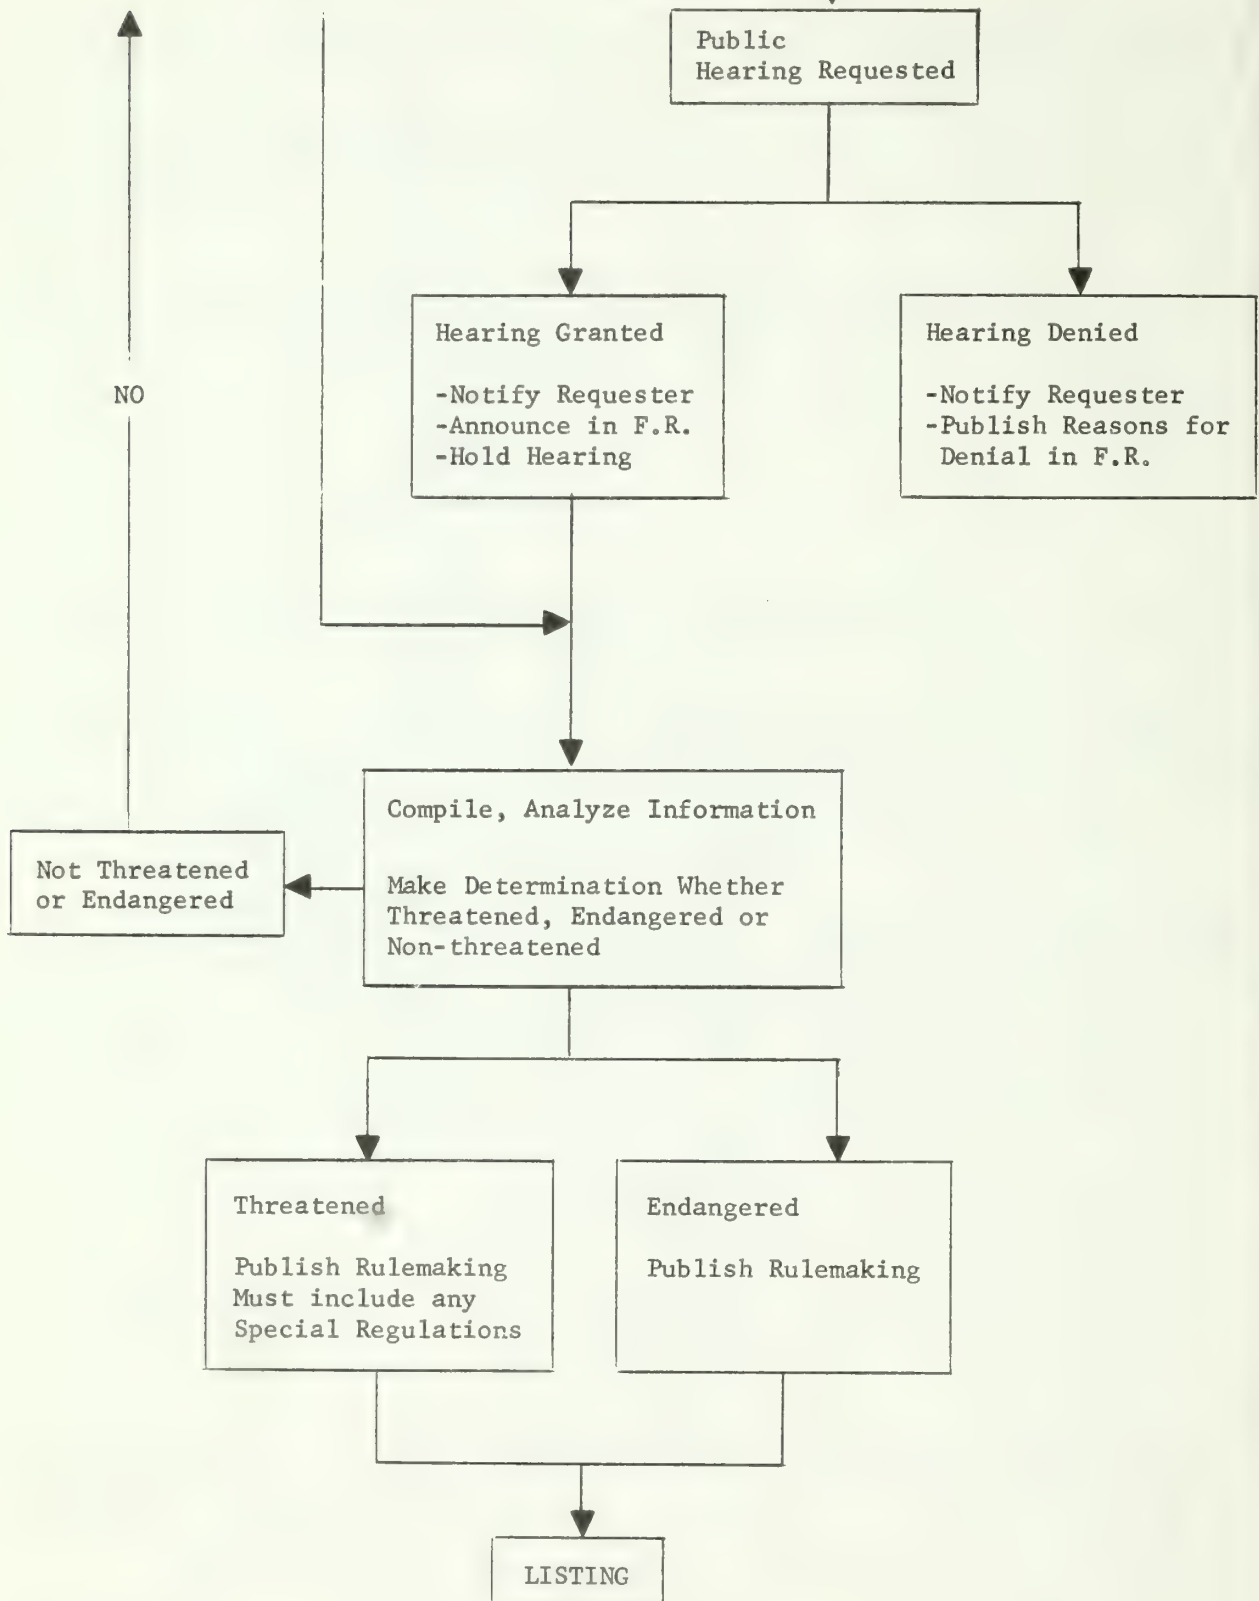 Public
Hearing Requested
Hearing Granted
-Notify Requester
-Announce in F.R.
-Hold Hearing
Hearing Denied
-Notify Requester
-Publish Reasons for
Denial in F.R.
NO
Compile, Analyze Information
Make Determination Whether
Threatened, Endangered or
Non-threatened
Not Threatened
or Endangered
Threatened
Publish Rulemaking
Must include any
Special Regulations
Endangered
Publish Rulemaking
LISTING